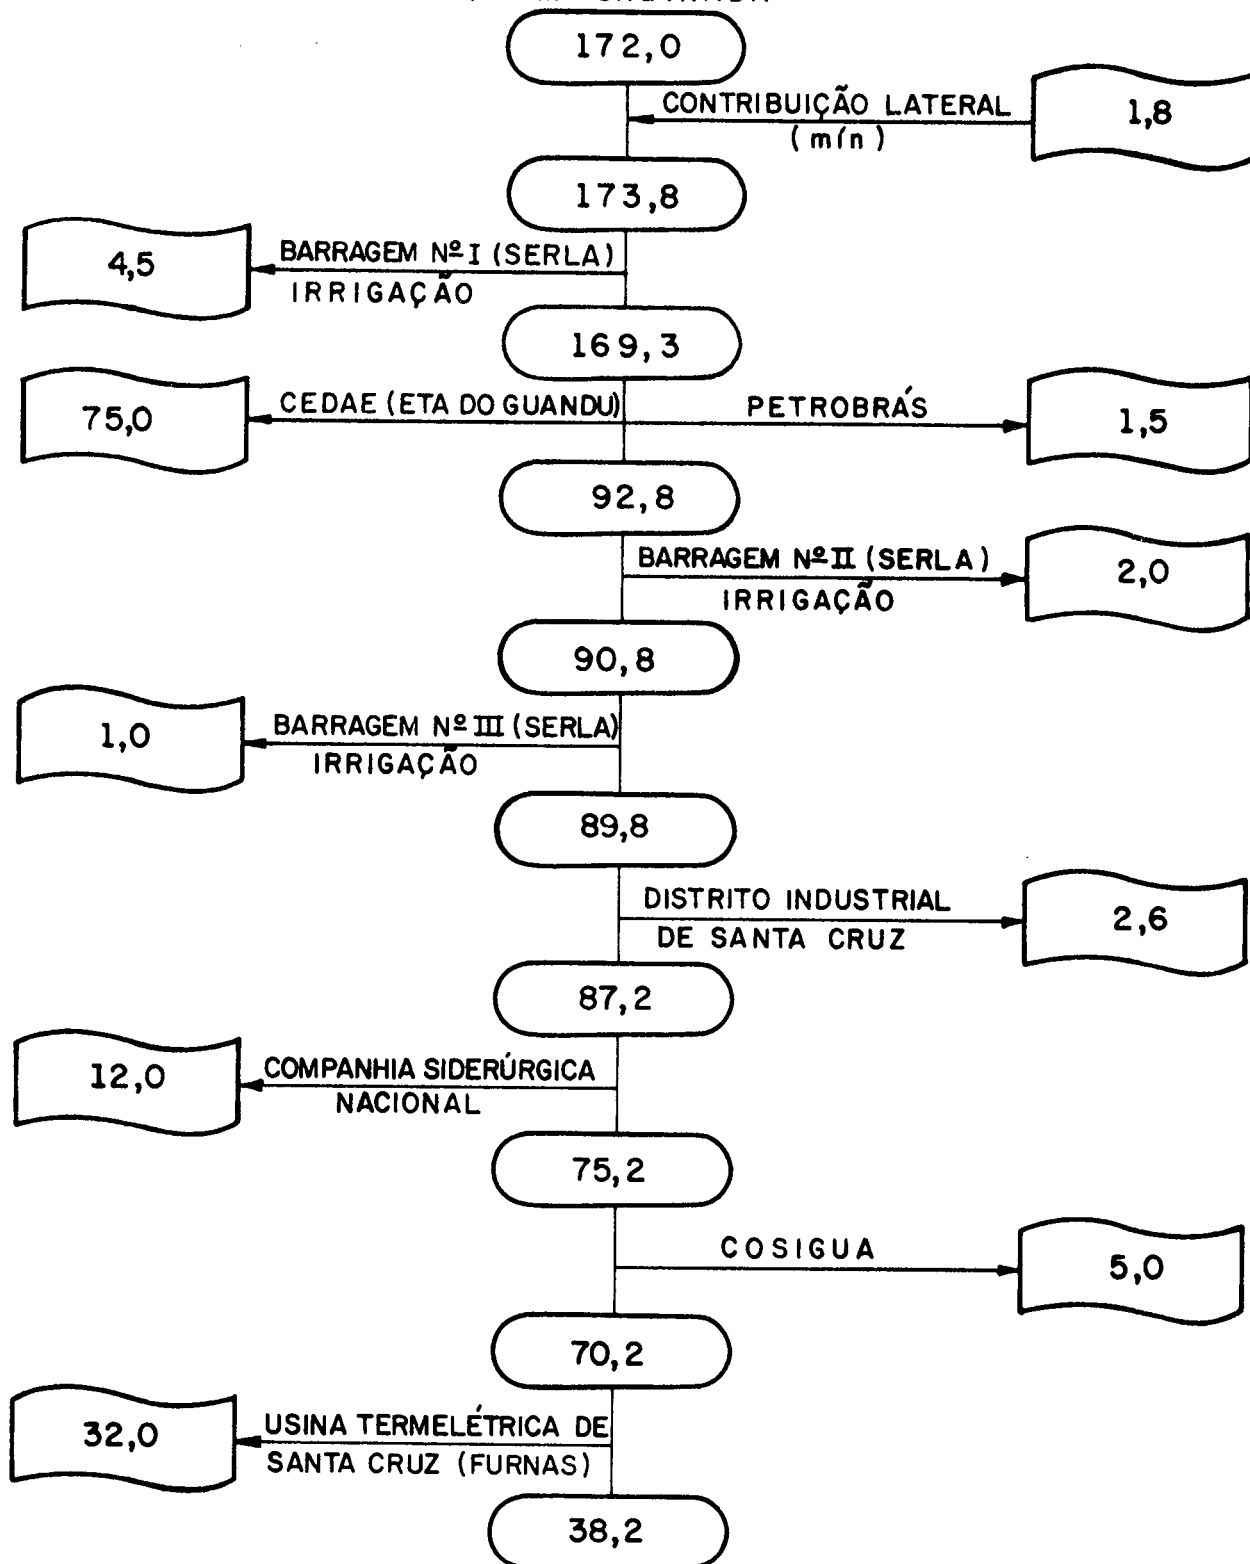 172,0
CONTRIBUIÇÃO LATERAL
(mín)
1,8
173,8
4,5
BARRAGEM Nº I (SERLA)
IRRIGAÇÃO
169,3
75,0
CEDAE (ETA DO GUANDU)
PETROBRÁS
1,5
92,8
BARRAGEM Nº II (SERLA)
IRRIGAÇÃO
2,0
90,8
1,0
BARRAGEM Nº III (SERLA)
IRRIGAÇÃO
89,8
DISTRITO INDUSTRIAL
DE SANTA CRUZ
2,6
87,2
12,0
COMPANHIA SIDERÚRGICA
NACIONAL
75,2
COSIGUA
5,0
70,2
32,0
USINA TERMELÉTRICA DE
SANTA CRUZ (FURNAS)
38,2